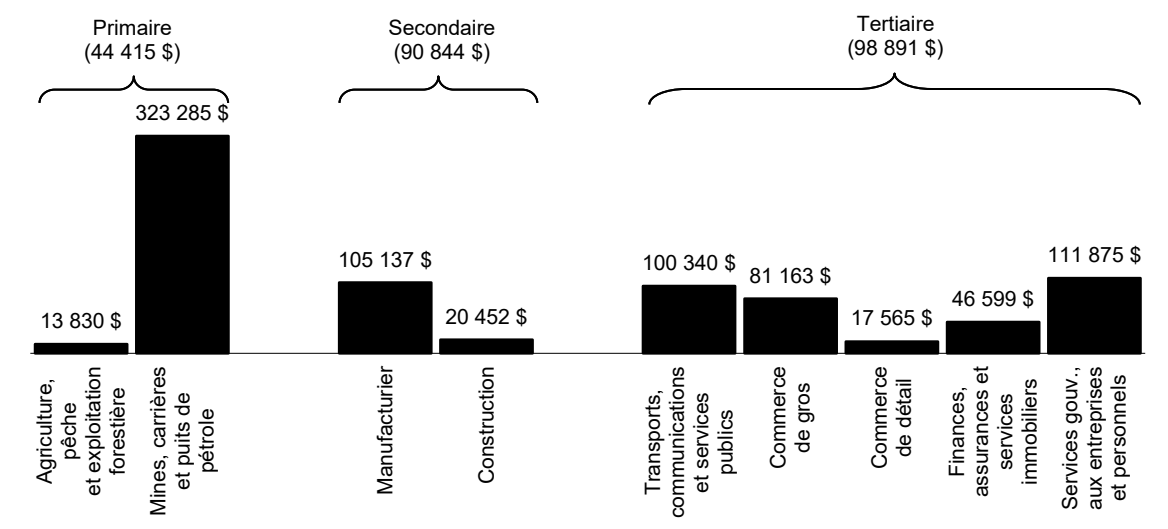 Primaire
(44 415 $)
Secondaire
(90 844 $)
Tertiaire
(98 891 $)
13 830 $
323 285 $
105 137 $
20 452 $
100 340 $
81 163 $
17 565 $
46 599 $
111 875 $
Agriculture,
pêche
et exploitation
forestière
Mines, carrières
et puits de
pétrole
Manufacturier
Construction
Transports,
communications
et services
publics
Commerce
de gros
Commerce
de détail
Finances,
assurances et
services
immobiliers
Services gouv.,
aux entreprises
et personnels